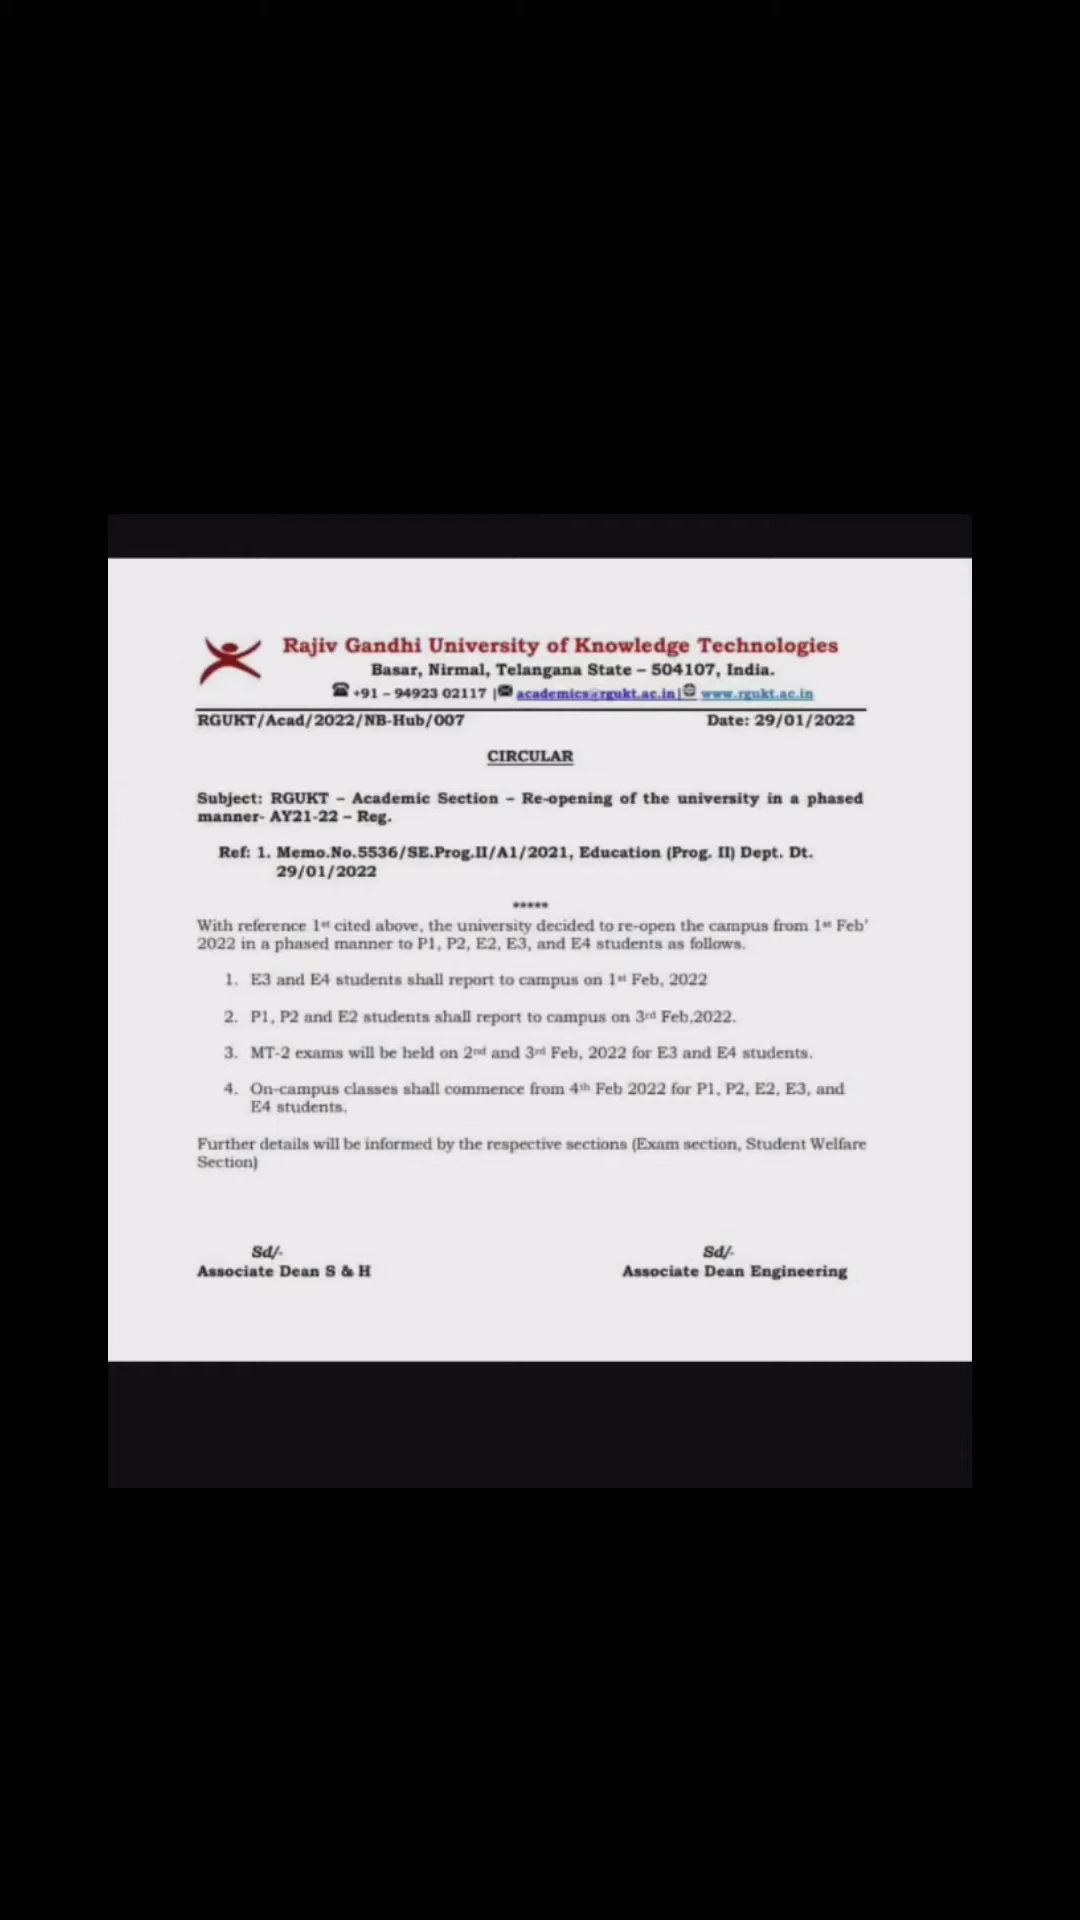 Rajiv Gandhi University of Knowledge Technologies
Basar, Nirmal, Telangana State – 504107, India.
☎ +91 – 94923 02117 |✉ academics@rgukt.ac.in| www.rgukt.ac.in
RGUKT/Acad/2022/NB-Hub/007 Date: 29/01/2022
CIRCULAR
Subject: RGUKT – Academic Section – Re-opening of the university in a phased
manner- AY21-22 – Reg.
Ref: 1. Memo.No.5536/SE.Prog.II/A1/2021, Education (Prog. II) Dept. Dt.
29/01/2022
*****
With reference 1st cited above, the university decided to re-open the campus from 1st Feb'
2022 in a phased manner to P1, P2, E2, E3, and E4 students as follows.
1. E3 and E4 students shall report to campus on 1st Feb, 2022
2. P1, P2 and E2 students shall report to campus on 3rd Feb,2022.
3. MT-2 exams will be held on 2nd and 3rd Feb, 2022 for E3 and E4 students.
4. On-campus classes shall commence from 4th Feb 2022 for P1, P2, E2, E3, and
E4 students.
Further details will be informed by the respective sections (Exam section, Student Welfare
Section)
Sd/- Sd/-
Associate Dean S & H Associate Dean Engineering